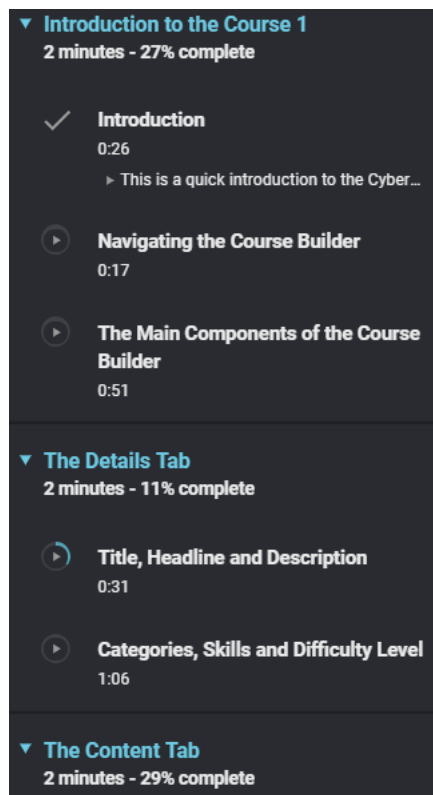 Introduction to the Course 1
2 minutes - 27% complete
Introduction
0:26
This is a quick introduction to the Cyber...
Navigating the Course Builder
0:17
The Main Components of the Course
Builder
0:51
The Details Tab
2 minutes - 11% complete
Title, Headline and Description
0:31
Categories, Skills and Difficulty Level
1:06
The Content Tab
2 minutes - 29% complete